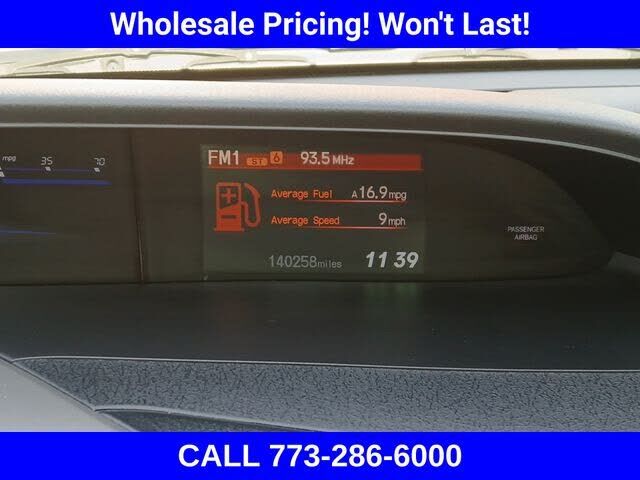 Wholesale Pricing! Won't Last!
mpg 35 70
FM1 ST 6 93.5 MHz
Average Fuel A 16.9 mpg
Average Speed 9 mph
PASSENGER
AIRBAG
140258 miles 11 39
CALL 773-286-6000